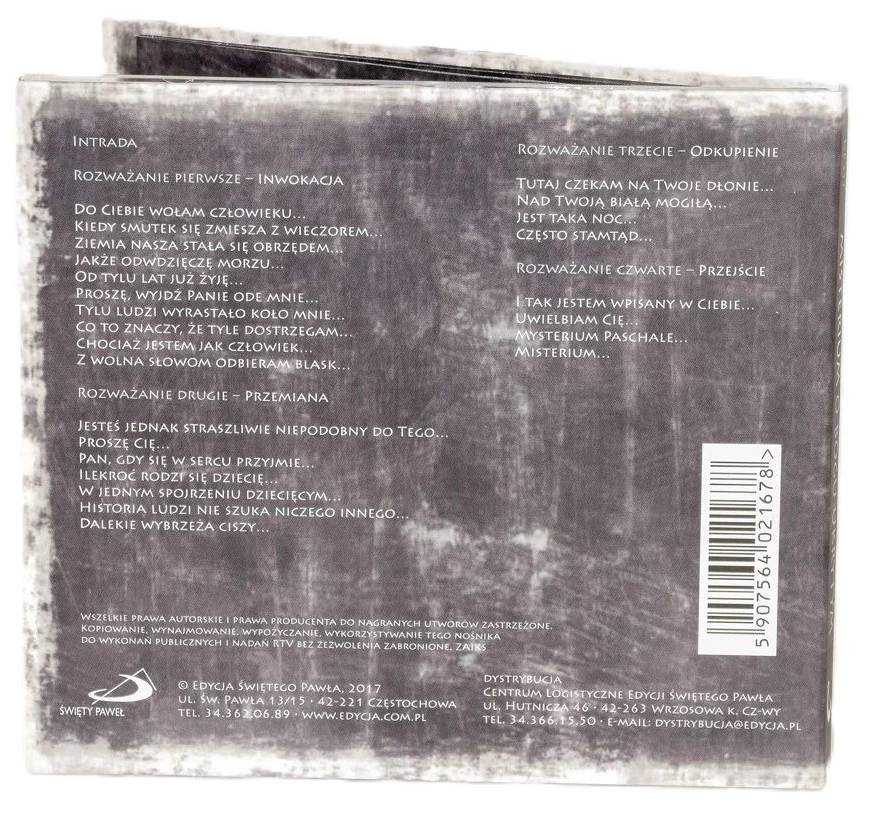 Intrada
Rozważanie pierwsze – Inwokacja
Do Ciebie wołam człowieku...
Kiedy smutek się zmiesza z wieczorem...
Ziemia nasza stała się obrzędem...
Jakże odwdzięczę morzu...
Od tylu lat już żyję...
Proszę, wyjdź Panie ode mnie...
Tylu ludzi wyrastało koło mnie...
Co to znaczy, że tyle dostrzegam...
Chociaż jestem jak człowiek...
Z wolna słowom odbieram blask...
Rozważanie drugie – Przemiana
Jesteś jednak straszliwie niepodobny do Tego...
Proszę Cię...
Pan, gdy się w sercu przyjmie...
Ilekroć rodzi się dziecię...
W jednym spojrzeniu dziecięcym...
Historia ludzi nie szuka niczego innego...
Dalekie wybrzeża ciszy...
Rozważanie trzecie – Odkupienie
Tutaj czekam na Twoje dłonie...
Nad Twoją białą mogiłą...
Jest taka noc...
Często stamtąd...
Rozważanie czwarte – Przejście
I tak jestem wpisany w Ciebie...
Uwielbiam Cię...
Mysterium Paschale...
Misterium...
5 907564 021678 >
Wszelkie prawa autorskie i prawa producenta do nagranych utworów zastrzeżone.
Kopiowanie, wynajmowanie, wypożyczanie, wykorzystywanie tego nośnika
do wykonań publicznych i nadań RTV bez zezwolenia zabronione. ZAIKS
ŚWIĘTY PAWEŁ
© Edycja Świętego Pawła, 2017
ul. Św. Pawła 13/15 · 42-221 Częstochowa
tel. 34.362.06.89 · www.edycja.com.pl
Dystrybucja
Centrum Logistyczne Edycji Świętego Pawła
ul. Hutnicza 46 · 42-263 Wrzosowa k. Cz-wy
tel. 34.366.15.50 · e-mail: dystrybucja@edycja.pl